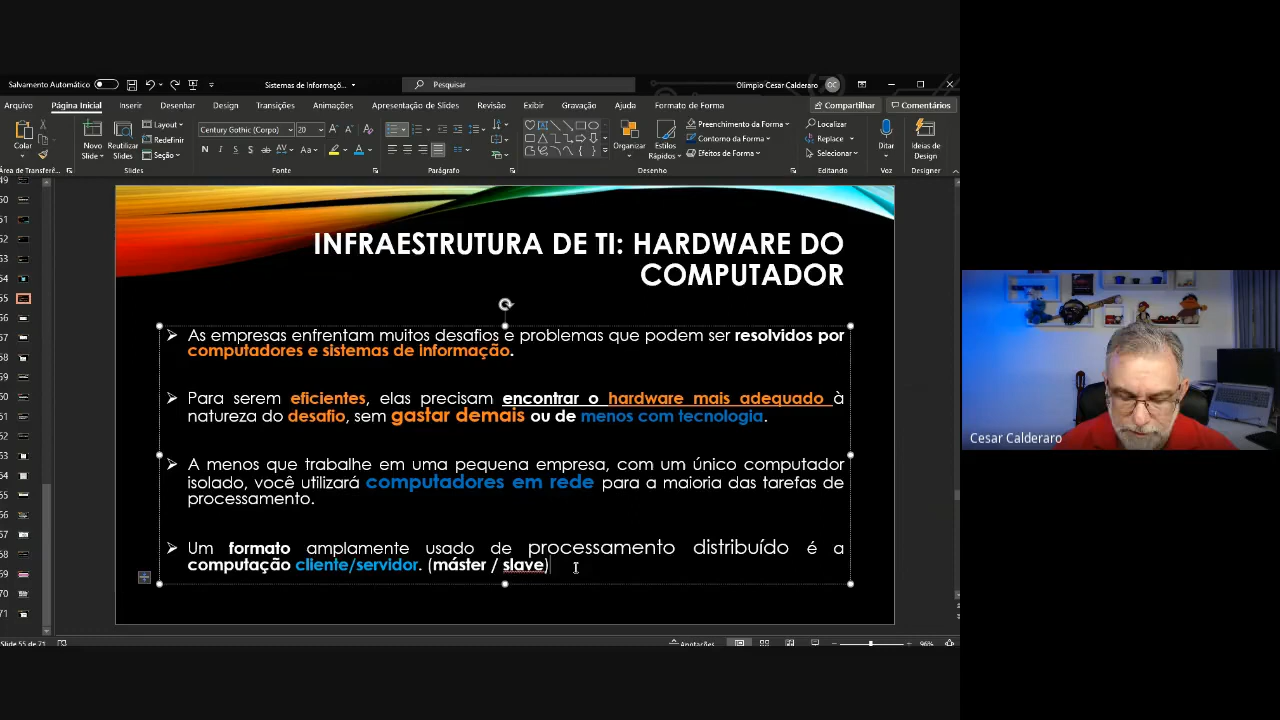 Salvamento Automático
Sistemas de Informaçõ...
Pesquisar
Olimpio Cesar Calderaro
OC
Arquivo Página Inicial Inserir Desenhar Design Transições Animações Apresentação de Slides Revisão Exibir Gravação Ajuda Formato de Forma
Compartilhar Comentários
Colar
Novo Slide
Reutilizar Slides
Layout
Redefinir
Seção
Century Gothic (Corpo) 20
N I S S ab AV Aa
Organizar
Estilos Rápidos
Preenchimento da Forma
Contorno da Forma
Efeitos de Forma
Localizar
Replace
Selecionar
Ditar
Ideias de Design
Área de Transferê... Slides Fonte Parágrafo Desenho Editando Voz Designer
INFRAESTRUTURA DE TI: HARDWARE DO
COMPUTADOR
As empresas enfrentam muitos desafios e problemas que podem ser resolvidos por
computadores e sistemas de informação.
Para serem eficientes, elas precisam encontrar o hardware mais adequado à
natureza do desafio, sem gastar demais ou de menos com tecnologia.
A menos que trabalhe em uma pequena empresa, com um único computador
isolado, você utilizará computadores em rede para a maioria das tarefas de
processamento.
Um formato amplamente usado de processamento distribuído é a
computação cliente/servidor. (máster / slave)
Cesar Calderaro
Slide 55 de 71
Anotações
96%